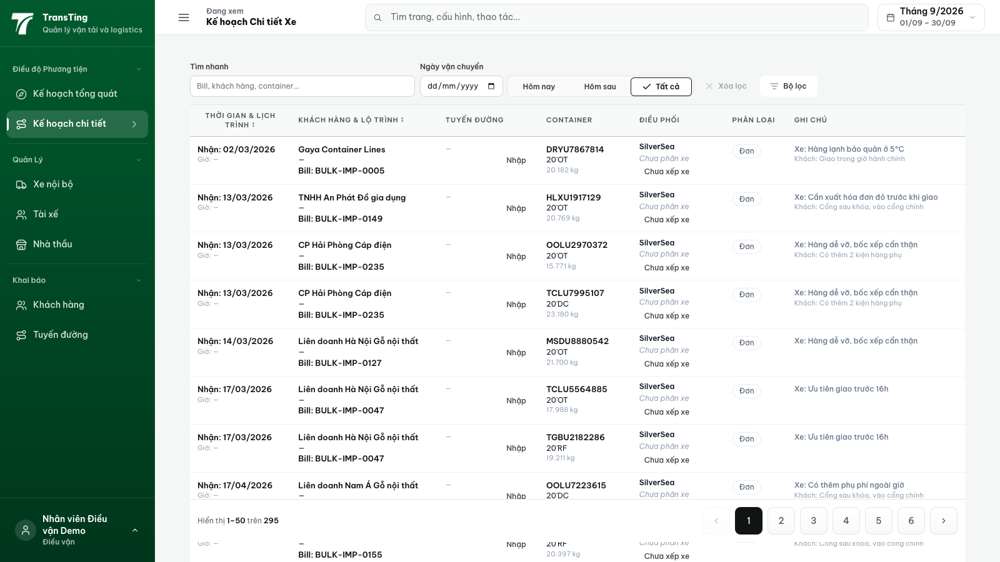 TransTing
Quản lý vận tải và logistics
Điều độ Phương tiện
Kế hoạch tổng quát
Kế hoạch chi tiết
Quản Lý
Xe nội bộ
Tài xế
Nhà thầu
Khai báo
Khách hàng
Tuyến đường
Nhân viên Điều
vận Demo
Điều vận
Đang xem
Kế hoạch Chi tiết Xe
Tìm trang, cấu hình, thao tác...
Tháng 9/2026
01/09 – 30/09
Tìm nhanh
Bill, khách hàng, container...
Ngày vận chuyển
dd/mm/yyyy
Hôm nay
Hôm sau
Tất cả
Xóa lọc
Bộ lọc
THỜI GIAN & LỊCH
TRÌNH ↕
KHÁCH HÀNG & LỘ TRÌNH ↕
TUYẾN ĐƯỜNG
CONTAINER
ĐIỀU PHỐI
PHÂN LOẠI
GHI CHÚ
Nhận: 02/03/2026
Giờ: —
Gaya Container Lines
—
Bill: BULK-IMP-0005
—
Nhập
DRYU7867814
20'OT
20.182 kg
SilverSea
Chưa phân xe
Chưa xếp xe
Đơn
Xe: Hàng lạnh bảo quản ở 5°C
Khách: Giao trong giờ hành chính
Nhận: 13/03/2026
Giờ: —
TNHH An Phát Đồ gia dụng
—
Bill: BULK-IMP-0149
—
Nhập
HLXU1917129
20'OT
20.769 kg
SilverSea
Chưa phân xe
Chưa xếp xe
Đơn
Xe: Cần xuất hóa đơn đỏ trước khi giao
Khách: Cổng sau khóa, vào cổng chính
Nhận: 13/03/2026
Giờ: —
CP Hải Phòng Cáp điện
—
Bill: BULK-IMP-0235
—
Nhập
OOLU2970372
20'OT
15.771 kg
SilverSea
Chưa phân xe
Chưa xếp xe
Đơn
Xe: Hàng dễ vỡ, bốc xếp cẩn thận
Khách: Có thêm 2 kiện hàng phụ
Nhận: 13/03/2026
Giờ: —
CP Hải Phòng Cáp điện
—
Bill: BULK-IMP-0235
—
Nhập
TCLU7995107
20'DC
23.180 kg
SilverSea
Chưa phân xe
Chưa xếp xe
Đơn
Xe: Hàng dễ vỡ, bốc xếp cẩn thận
Khách: Có thêm 2 kiện hàng phụ
Nhận: 14/03/2026
Giờ: —
Liên doanh Hà Nội Gỗ nội thất
—
Bill: BULK-IMP-0127
—
Nhập
MSDU8880542
20'OT
21.700 kg
SilverSea
Chưa phân xe
Chưa xếp xe
Đơn
Xe: Hàng dễ vỡ, bốc xếp cẩn thận
Nhận: 17/03/2026
Giờ: —
Liên doanh Hà Nội Gỗ nội thất
—
Bill: BULK-IMP-0047
—
Nhập
TCLU5564885
20'OT
17.988 kg
SilverSea
Chưa phân xe
Chưa xếp xe
Đơn
Xe: Ưu tiên giao trước 16h
Nhận: 17/03/2026
Giờ: —
Liên doanh Hà Nội Gỗ nội thất
—
Bill: BULK-IMP-0047
—
Nhập
TGBU2182286
20'RF
19.211 kg
SilverSea
Chưa phân xe
Chưa xếp xe
Đơn
Xe: Ưu tiên giao trước 16h
Nhận: 17/04/2026
Giờ: —
Liên doanh Nam Á Gỗ nội thất
—
—
Nhập
OOLU7223615
20'DC
SilverSea
Chưa phân xe
Đơn
Xe: Có thêm phụ phí ngoài giờ
Khách: Cổng sau khóa, vào cổng chính
Hiển thị 1–50 trên 295
‹ 1 2 3 4 5 6 ›
Giờ: —
—
Bill: BULK-IMP-0155
Nhập
20'RF
20.397 kg
Chưa phân xe
Chưa xếp xe
Khách: Cổng sau khóa, vào cổng chính